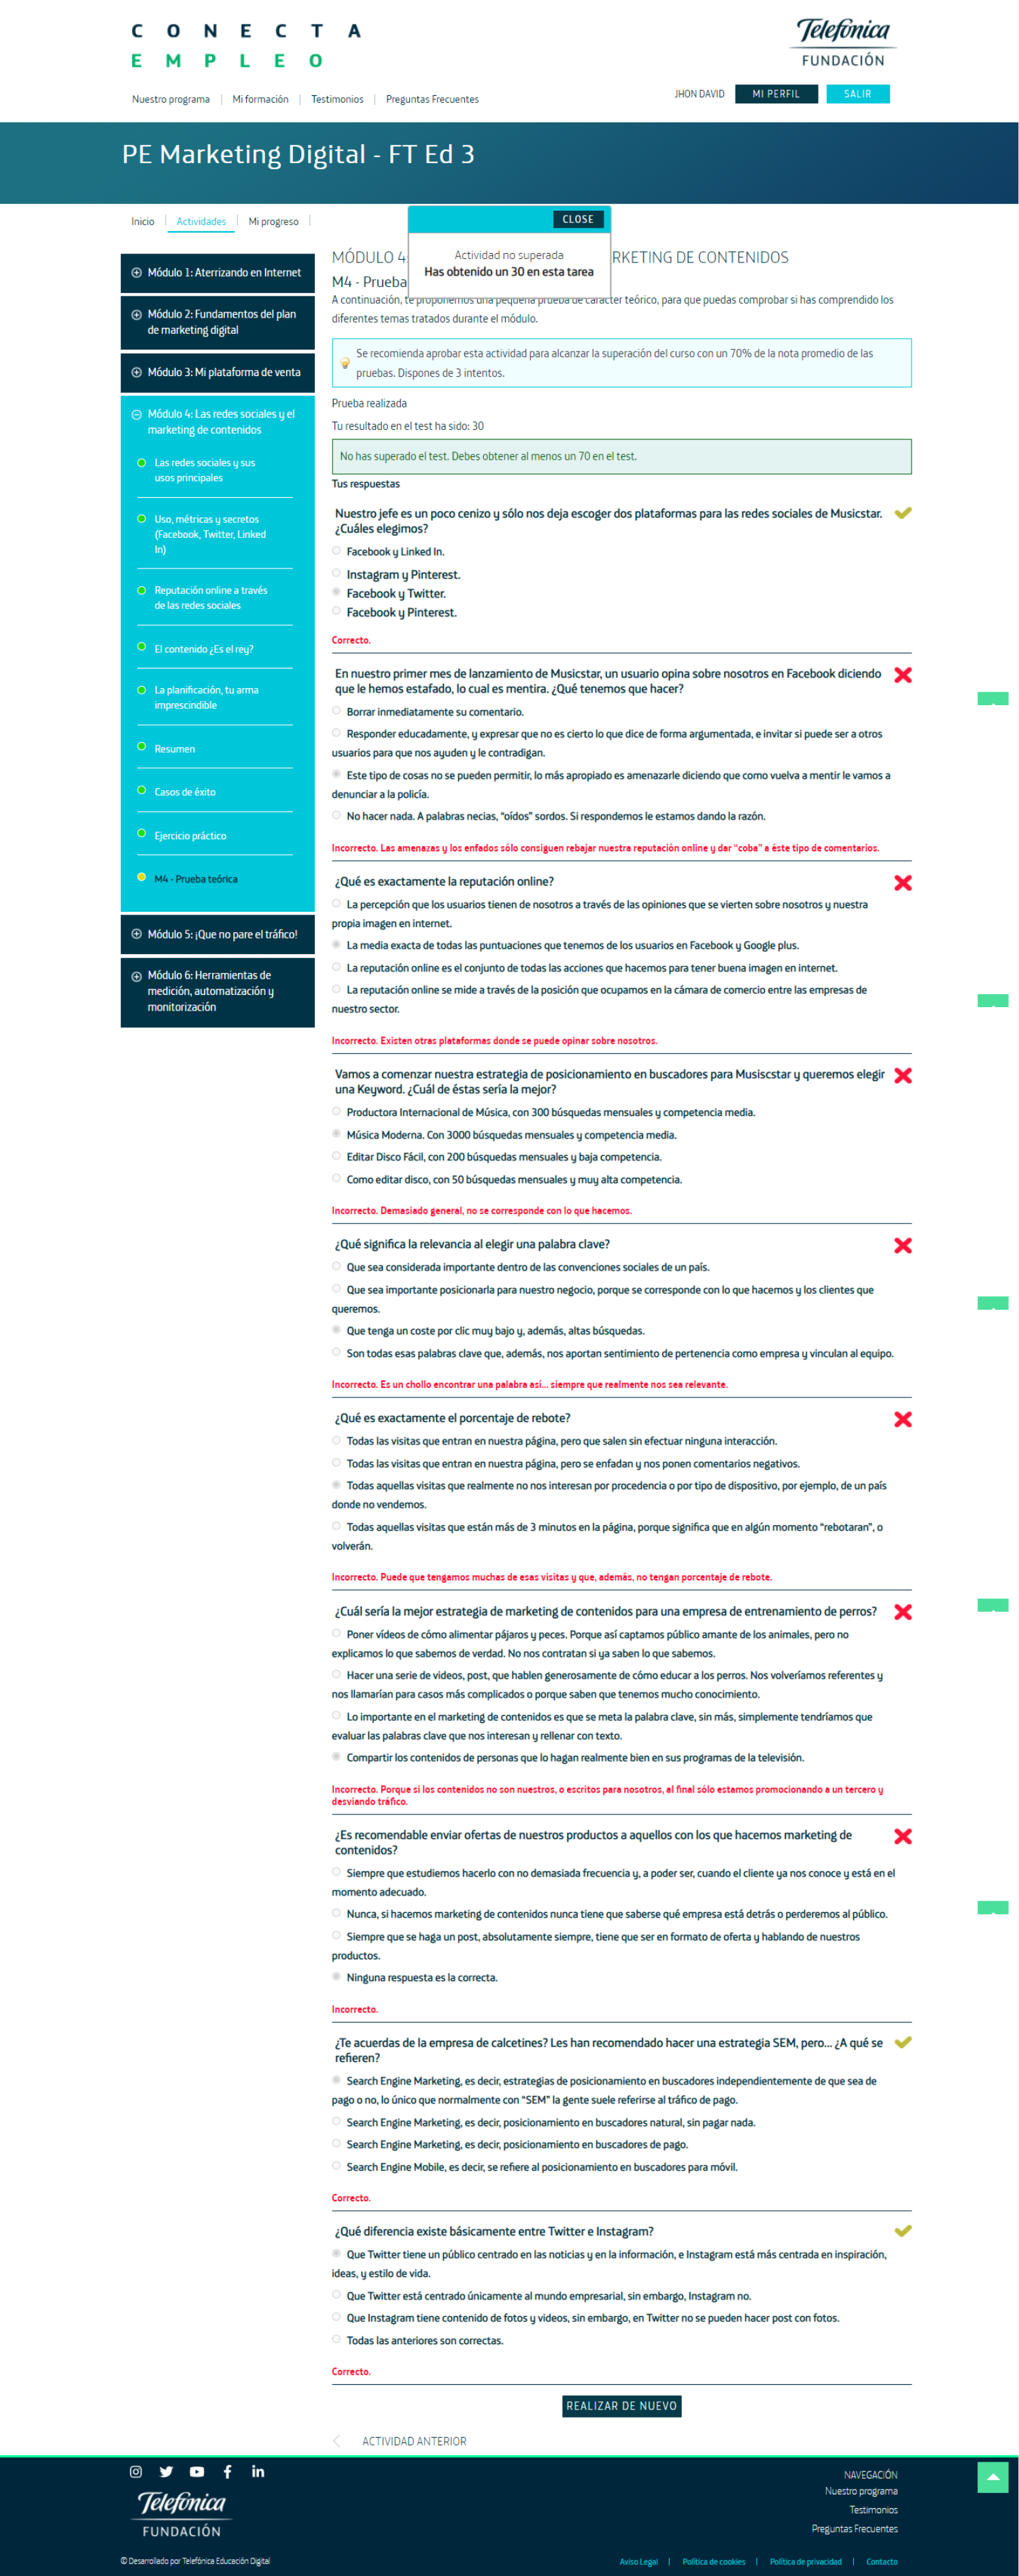 CONECTA
EMPLEO
Telefónica
FUNDACIÓN
Nuestro programa | Mi formación | Testimonios | Preguntas Frecuentes
JHON DAVID MI PERFIL SALIR
PE Marketing Digital - FT Ed 3
Inicio | Actividades | Mi progreso |
CLOSE
Actividad no superada
Has obtenido un 30 en esta tarea
Módulo 1: Aterrizando en Internet
Módulo 2: Fundamentos del plan
de marketing digital
Módulo 3: Mi plataforma de venta
Módulo 4: Las redes sociales y el
marketing de contenidos
Las redes sociales y sus
usos principales
Uso, métricas y secretos
(Facebook, Twitter, Linked
In)
Reputación online a través
de las redes sociales
El contenido ¿Es el rey?
La planificación, tu arma
imprescindible
Resumen
Casos de éxito
Ejercicio práctico
M4 - Prueba teórica
Módulo 5: ¡Que no pare el tráfico!
Módulo 6: Herramientas de
medición, automatización y
monitorización
MÓDULO 4: RKETING DE CONTENIDOS
M4 - Prueba
A continuación, te proponemos una pequeña prueba de carácter teórico, para que puedas comprobar si has comprendido los
diferentes temas tratados durante el módulo.
Se recomienda aprobar esta actividad para alcanzar la superación del curso con un 70% de la nota promedio de las
pruebas. Dispones de 3 intentos.
Prueba realizada
Tu resultado en el test ha sido: 30
No has superado el test. Debes obtener al menos un 70 en el test.
Tus respuestas
Nuestro jefe es un poco cenizo y sólo nos deja escoger dos plataformas para las redes sociales de Musicstar.
¿Cuáles elegimos?
Facebook y Linked In.
Instagram y Pinterest.
Facebook y Twitter.
Facebook y Pinterest.
Correcto.
En nuestro primer mes de lanzamiento de Musicstar, un usuario opina sobre nosotros en Facebook diciendo
que le hemos estafado, lo cual es mentira. ¿Qué tenemos que hacer?
Borrar inmediatamente su comentario.
Responder educadamente, y expresar que no es cierto lo que dice de forma argumentada, e invitar si puede ser a otros
usuarios para que nos ayuden y le contradigan.
Este tipo de cosas no se pueden permitir, lo más apropiado es amenazarle diciendo que como vuelva a mentir le vamos a
denunciar a la policía.
No hacer nada. A palabras necias, "oídos" sordos. Si respondemos le estamos dando la razón.
Incorrecto. Las amenazas y los enfados sólo consiguen rebajar nuestra reputación online y dar "coba" a éste tipo de comentarios.
¿Qué es exactamente la reputación online?
La percepción que los usuarios tienen de nosotros a través de las opiniones que se vierten sobre nosotros y nuestra
propia imagen en internet.
La media exacta de todas las puntuaciones que tenemos de los usuarios en Facebook y Google plus.
La reputación online es el conjunto de todas las acciones que hacemos para tener buena imagen en internet.
La reputación online se mide a través de la posición que ocupamos en la cámara de comercio entre las empresas de
nuestro sector.
Incorrecto. Existen otras plataformas donde se puede opinar sobre nosotros.
Vamos a comenzar nuestra estrategia de posicionamiento en buscadores para Musiscstar y queremos elegir
una Keyword. ¿Cuál de éstas sería la mejor?
Productora Internacional de Música, con 300 búsquedas mensuales y competencia media.
Música Moderna. Con 3000 búsquedas mensuales y competencia media.
Editar Disco Fácil, con 200 búsquedas mensuales y baja competencia.
Como editar disco, con 50 búsquedas mensuales y muy alta competencia.
Incorrecto. Demasiado general, no se corresponde con lo que hacemos.
¿Qué significa la relevancia al elegir una palabra clave?
Que sea considerada importante dentro de las convenciones sociales de un país.
Que sea importante posicionarla para nuestro negocio, porque se corresponde con lo que hacemos y los clientes que
queremos.
Que tenga un coste por clic muy bajo y, además, altas búsquedas.
Son todas esas palabras clave que, además, nos aportan sentimiento de pertenencia como empresa y vinculan al equipo.
Incorrecto. Es un chollo encontrar una palabra así... siempre que realmente nos sea relevante.
¿Qué es exactamente el porcentaje de rebote?
Todas las visitas que entran en nuestra página, pero que salen sin efectuar ninguna interacción.
Todas las visitas que entran en nuestra página, pero se enfadan y nos ponen comentarios negativos.
Todas aquellas visitas que realmente no nos interesan por procedencia o por tipo de dispositivo, por ejemplo, de un país
donde no vendemos.
Todas aquellas visitas que están más de 3 minutos en la página, porque significa que en algún momento "rebotaran", o
volverán.
Incorrecto. Puede que tengamos muchas de esas visitas y que, además, no tengan porcentaje de rebote.
¿Cuál sería la mejor estrategia de marketing de contenidos para una empresa de entrenamiento de perros?
Poner vídeos de cómo alimentar pájaros y peces. Porque así captamos público amante de los animales, pero no
explicamos lo que sabemos de verdad. No nos contratan si ya saben lo que sabemos.
Hacer una serie de videos, post, que hablen generosamente de cómo educar a los perros. Nos volveríamos referentes y
nos llamarían para casos más complicados o porque saben que tenemos mucho conocimiento.
Lo importante en el marketing de contenidos es que se meta la palabra clave, sin más, simplemente tendríamos que
evaluar las palabras clave que nos interesan y rellenar con texto.
Compartir los contenidos de personas que lo hagan realmente bien en sus programas de la televisión.
Incorrecto. Porque si los contenidos no son nuestros, o escritos para nosotros, al final sólo estamos promocionando a un tercero y
desviando tráfico.
¿Es recomendable enviar ofertas de nuestros productos a aquellos con los que hacemos marketing de
contenidos?
Siempre que estudiemos hacerlo con no demasiada frecuencia y, a poder ser, cuando el cliente ya nos conoce y está en el
momento adecuado.
Nunca, si hacemos marketing de contenidos nunca tiene que saberse qué empresa está detrás o perderemos al público.
Siempre que se haga un post, absolutamente siempre, tiene que ser en formato de oferta y hablando de nuestros
productos.
Ninguna respuesta es la correcta.
Incorrecto.
¿Te acuerdas de la empresa de calcetines? Les han recomendado hacer una estrategia SEM, pero... ¿A qué se
refieren?
Search Engine Marketing, es decir, estrategias de posicionamiento en buscadores independientemente de que sea de
pago o no, lo único que normalmente con "SEM" la gente suele referirse al tráfico de pago.
Search Engine Marketing, es decir, posicionamiento en buscadores natural, sin pagar nada.
Search Engine Marketing, es decir, posicionamiento en buscadores de pago.
Search Engine Mobile, es decir, se refiere al posicionamiento en buscadores para móvil.
Correcto.
¿Qué diferencia existe básicamente entre Twitter e Instagram?
Que Twitter tiene un público centrado en las noticias y en la información, e Instagram está más centrada en inspiración,
ideas, y estilo de vida.
Que Twitter está centrado únicamente al mundo empresarial, sin embargo, Instagram no.
Que Instagram tiene contenido de fotos y videos, sin embargo, en Twitter no se pueden hacer post con fotos.
Todas las anteriores son correctas.
Correcto.
REALIZAR DE NUEVO
ACTIVIDAD ANTERIOR
Telefónica
FUNDACIÓN
NAVEGACIÓN
Nuestro programa
Testimonios
Preguntas Frecuentes
© Desarrollado por Telefónica Educación Digital
Aviso Legal | Política de cookies | Política de privacidad | Contacto